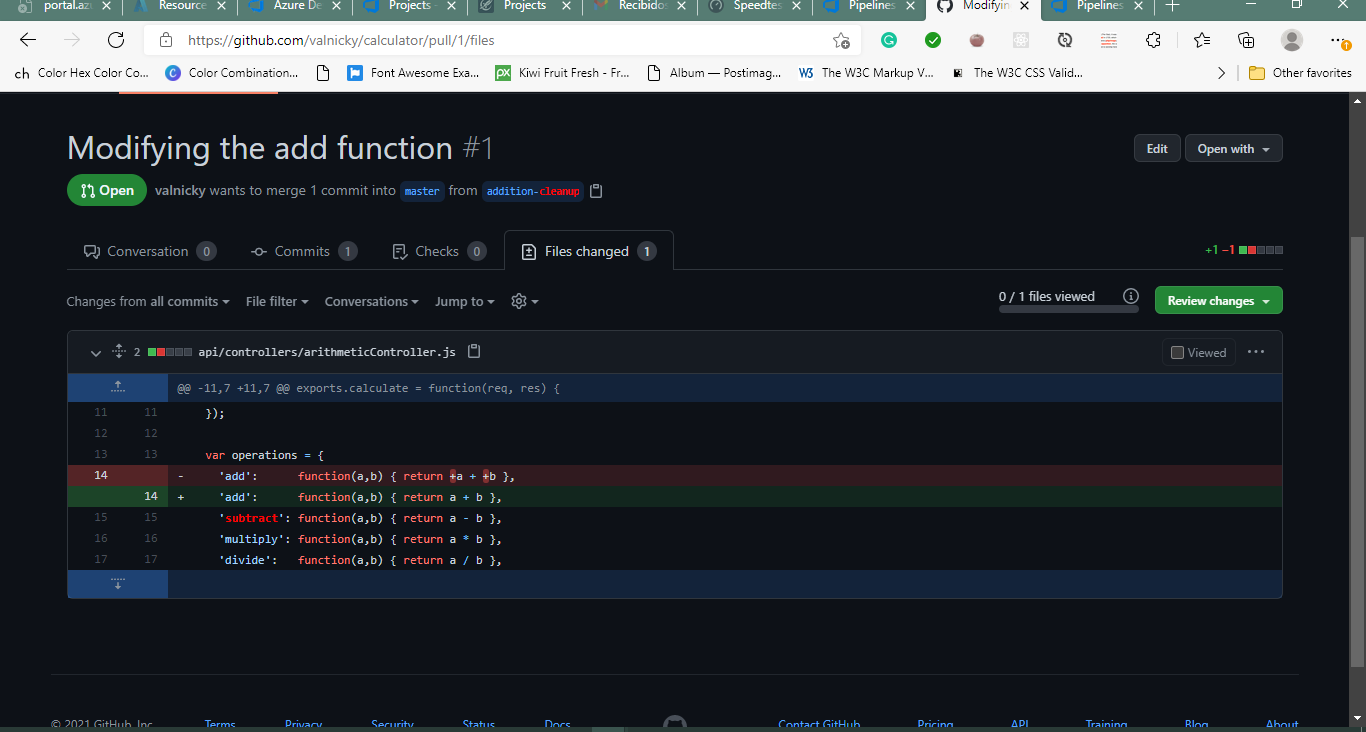 portal.az
Resource
Azure De
Projects -
Projects
Recibidos
Speedtes
Pipelines
Modifyin
Pipelines
https://github.com/valnicky/calculator/pull/1/files
ch Color Hex Color Co...
Color Combination...
Font Awesome Exa...
Kiwi Fruit Fresh - Fr...
Album — Postimag...
The W3C Markup V...
The W3C CSS Valid...
Other favorites
Modifying the add function #1
Edit
Open with
Open
valnicky wants to merge 1 commit into master from addition-cleanup
Conversation 0
Commits 1
Checks 0
Files changed 1
+1 −1
Changes from all commits
File filter
Conversations
Jump to
0 / 1 files viewed
Review changes
2 api/controllers/arithmeticController.js
Viewed
@@ -11,7 +11,7 @@ exports.calculate = function(req, res) {
11 11 });
12 12
13 13 var operations = {
14 - 'add': function(a,b) { return +a + +b },
14 + 'add': function(a,b) { return a + b },
15 15 'subtract': function(a,b) { return a - b },
16 16 'multiply': function(a,b) { return a * b },
17 17 'divide': function(a,b) { return a / b },
© 2021 GitHub, Inc.
Terms
Privacy
Security
Status
Docs
Contact GitHub
Pricing
API
Training
Blog
About